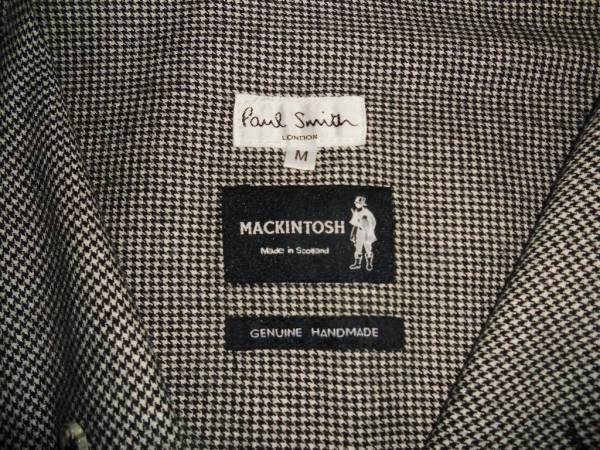 Paul Smith
LONDON
M
MACKINTOSH
Made in Scotland
GENUINE HANDMADE